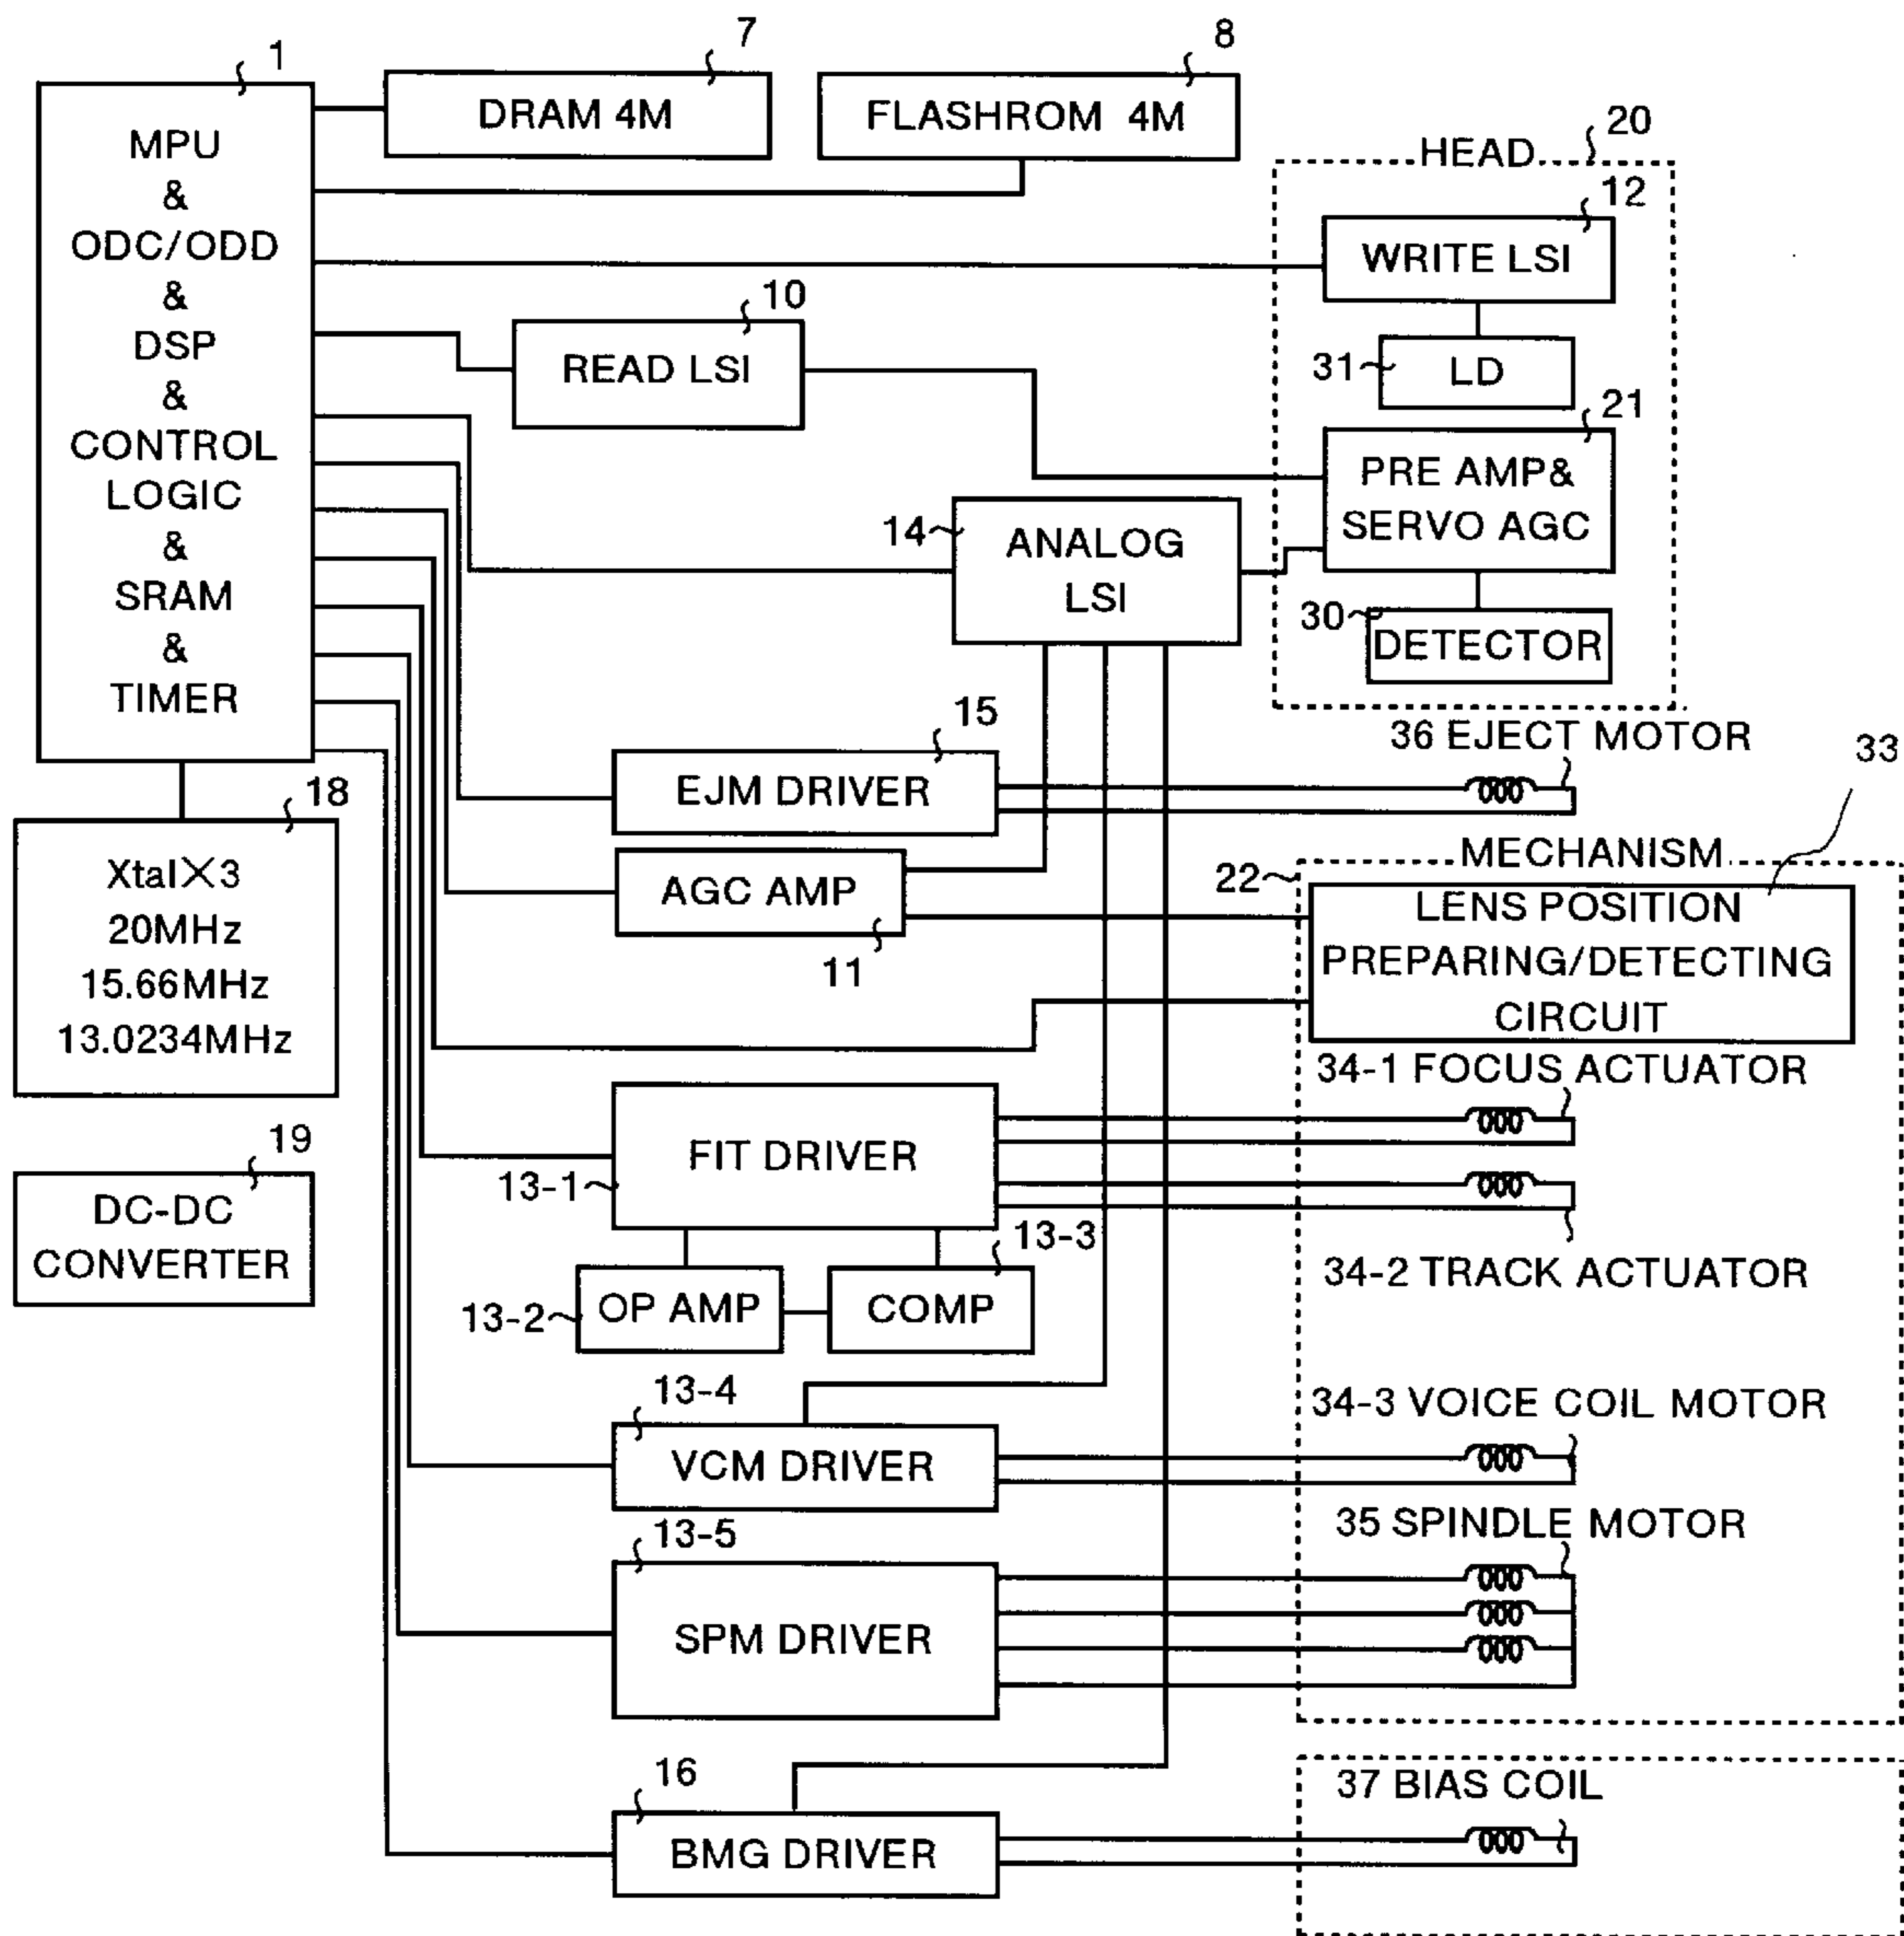 1
MPU
&
ODC/ODD
&
DSP
&
CONTROL
LOGIC
&
SRAM
&
TIMER
7
DRAM 4M
8
FLASHROM 4M
HEAD
20
12
WRITE LSI
31
LD
10
READ LSI
21
PRE AMP&
SERVO AGC
14
ANALOG
LSI
30
DETECTOR
18
Xtal×3
20MHz
15.66MHz
13.0234MHz
19
DC-DC
CONVERTER
15
EJM DRIVER
36 EJECT MOTOR
33
AGC AMP
11
MECHANISM
22
LENS POSITION
PREPARING/DETECTING
CIRCUIT
34-1 FOCUS ACTUATOR
FIT DRIVER
13-1
34-2 TRACK ACTUATOR
13-3
13-2
OP AMP
COMP
13-4
VCM DRIVER
34-3 VOICE COIL MOTOR
13-5
SPM DRIVER
35 SPINDLE MOTOR
16
BMG DRIVER
37 BIAS COIL